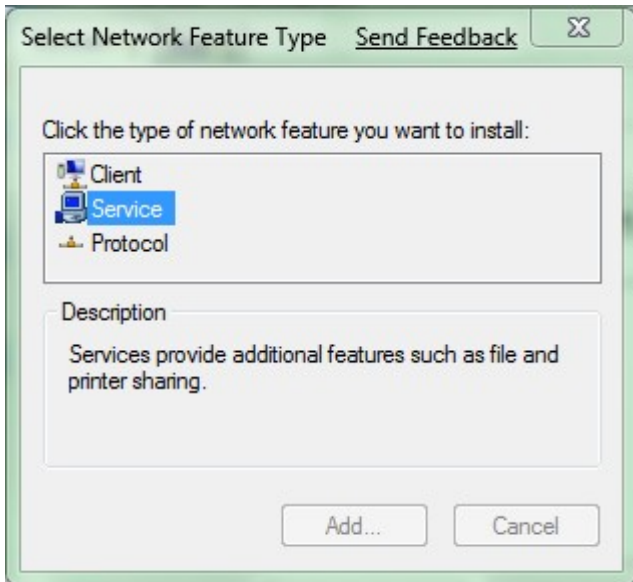 Select Network Feature Type Send Feedback
Click the type of network feature you want to install:
Client
Service
Protocol
Description
Services provide additional features such as file and
printer sharing.
Add... Cancel